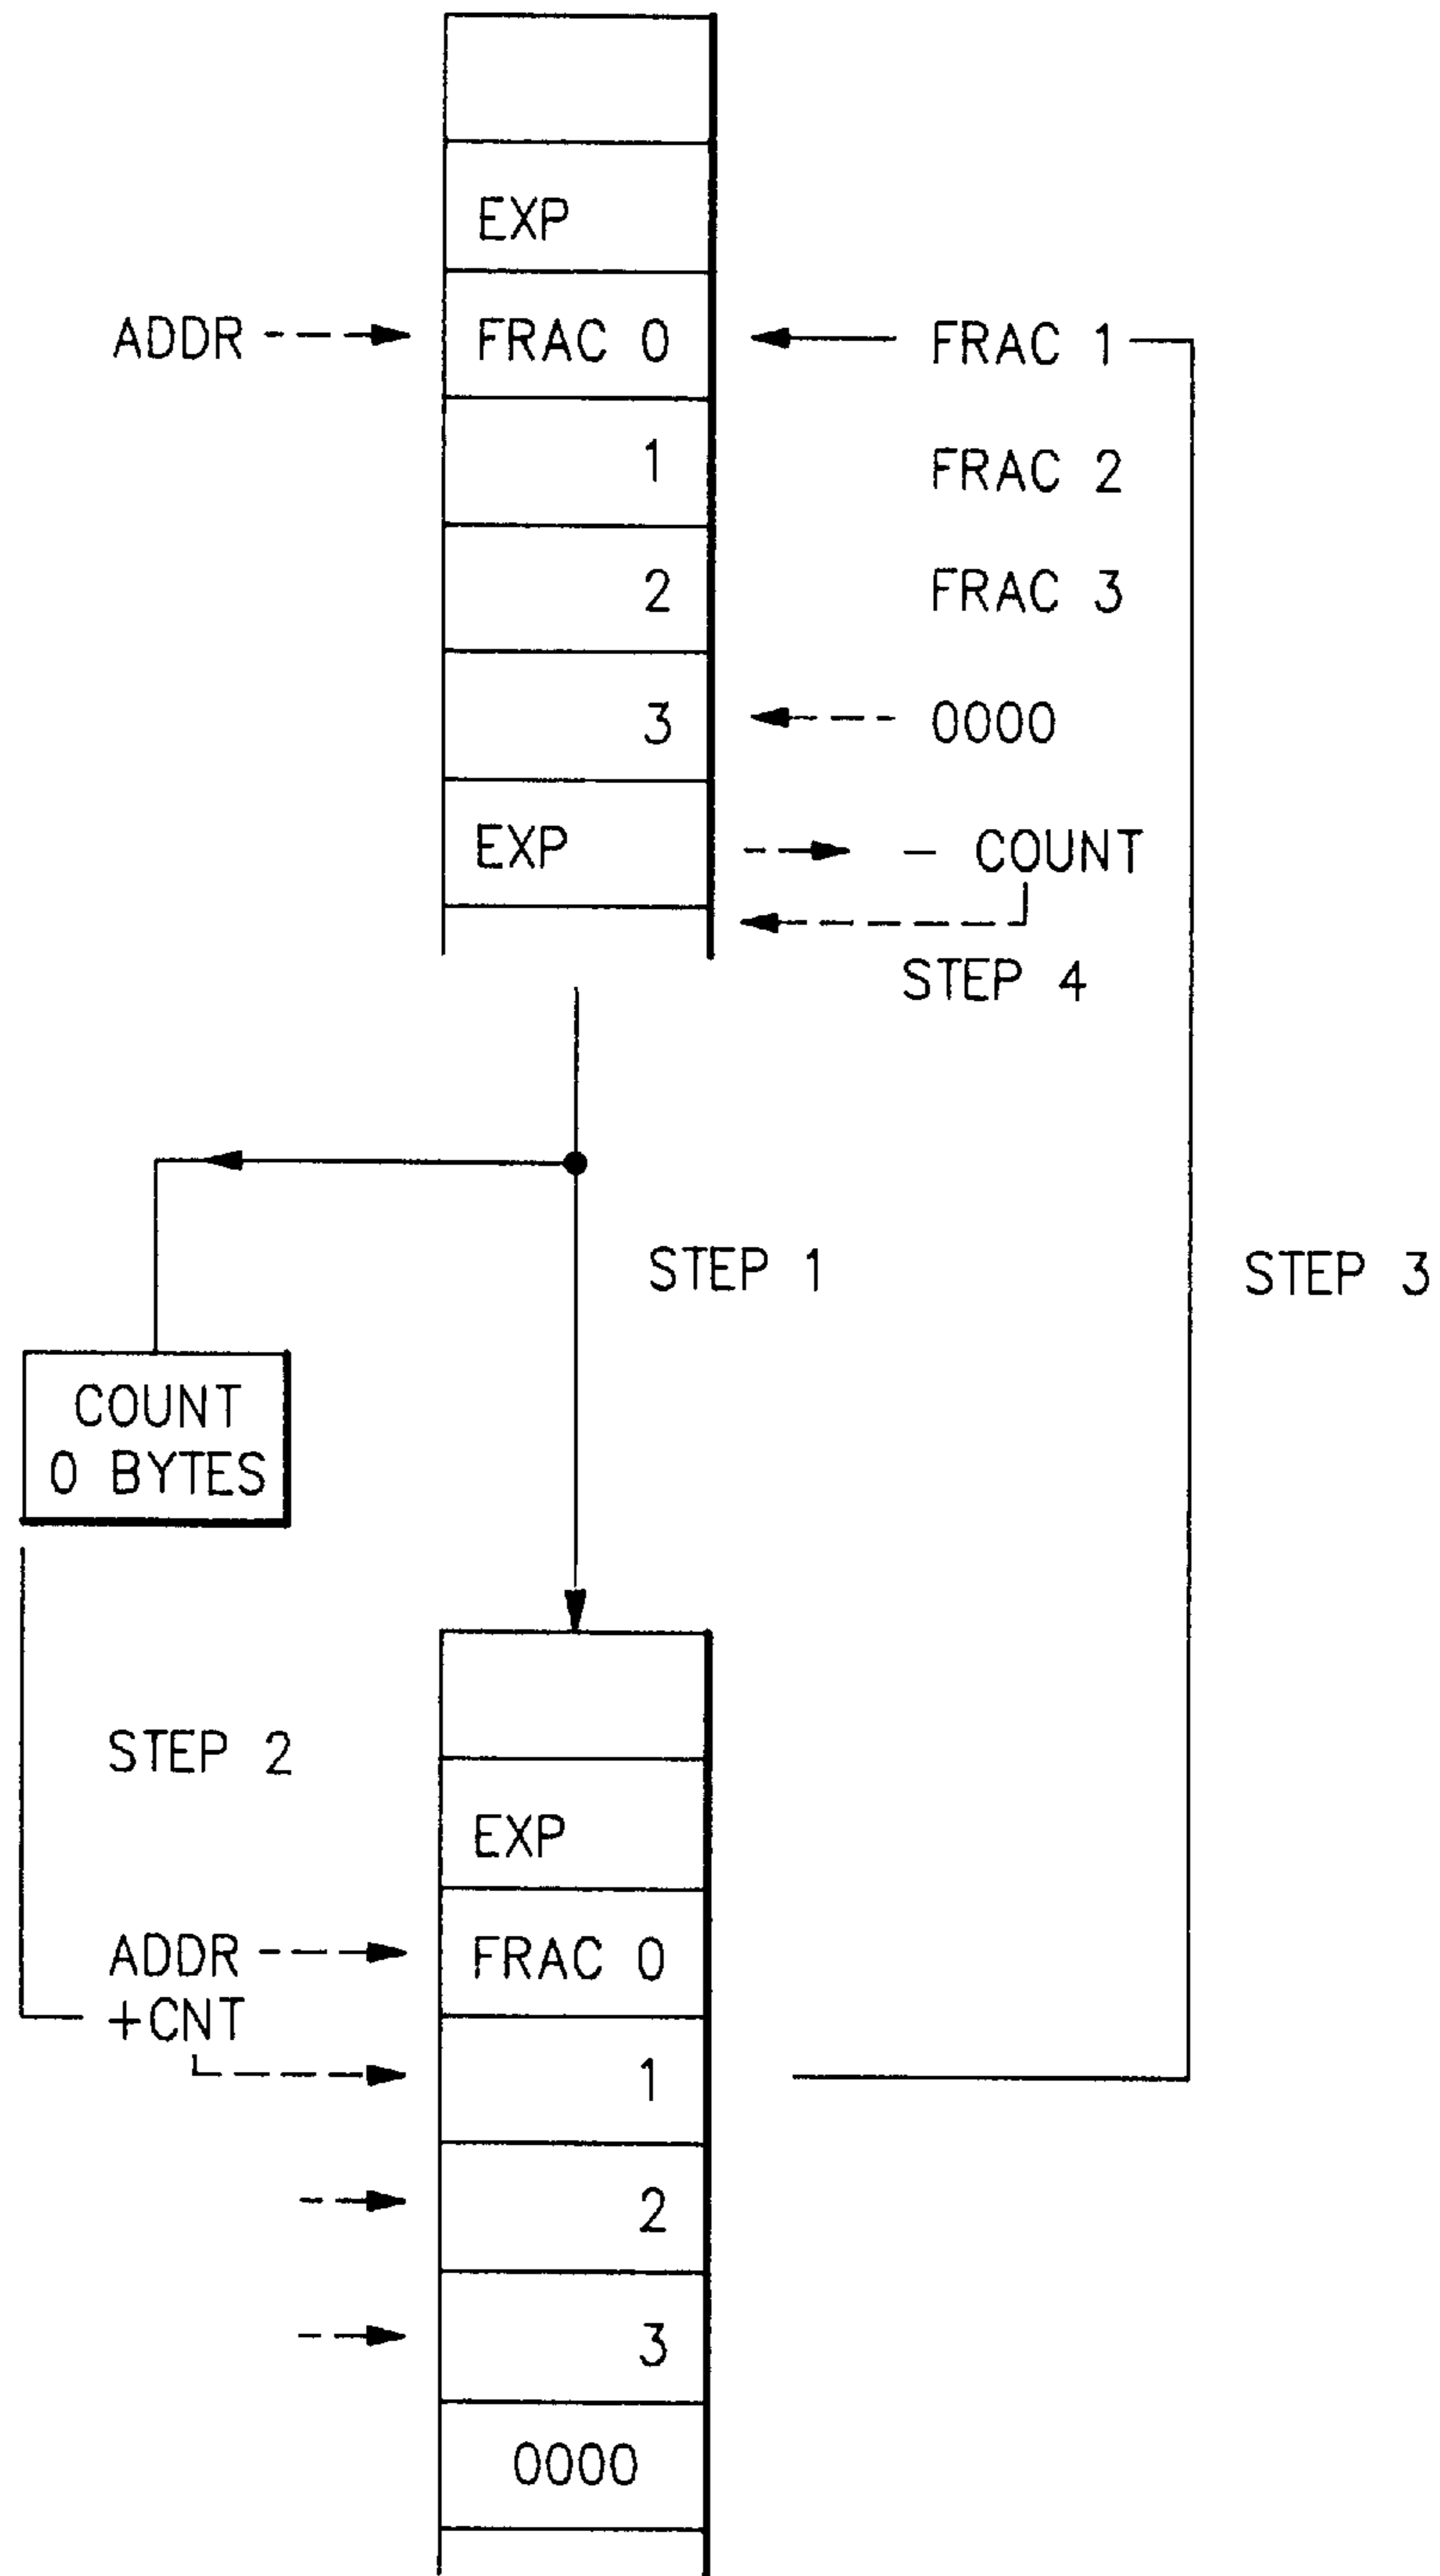 EXP
ADDR FRAC 0 FRAC 1
1 FRAC 2
2 FRAC 3
3 0000
EXP - COUNT
STEP 4
STEP 1 STEP 3
COUNT
0 BYTES
STEP 2
EXP
ADDR FRAC 0
+CNT
1
2
3
0000